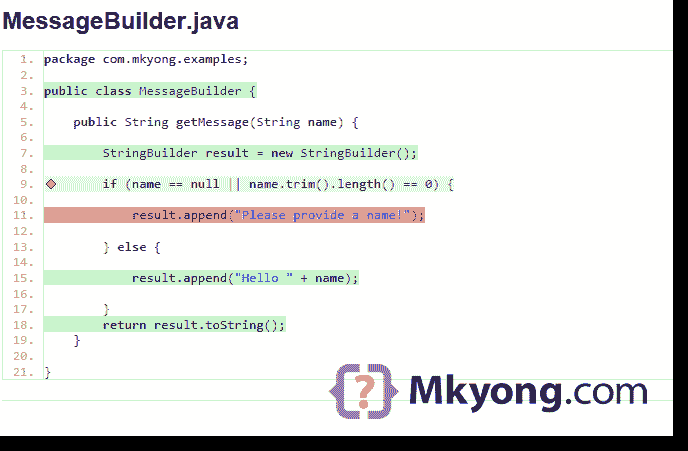 MessageBuilder.java
1. package com.mkyong.examples;
2.
3. public class MessageBuilder {
4.
5.     public String getMessage(String name) {
6.
7.         StringBuilder result = new StringBuilder();
8.
9.         if (name == null || name.trim().length() == 0) {
10.
11.             result.append("Please provide a name!");
12.
13.         } else {
14.
15.             result.append("Hello " + name);
16.
17.         }
18.         return result.toString();
19.     }
20.
21. }
{?} Mkyong.com